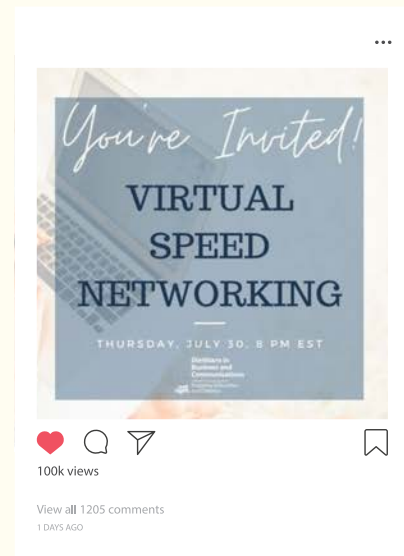 You're Invited!
VIRTUAL
SPEED
NETWORKING
THURSDAY, JULY 30, 8 PM EST
Dietitians in
Business and
Communications
100k views
View all 1205 comments
1 DAYS AGO